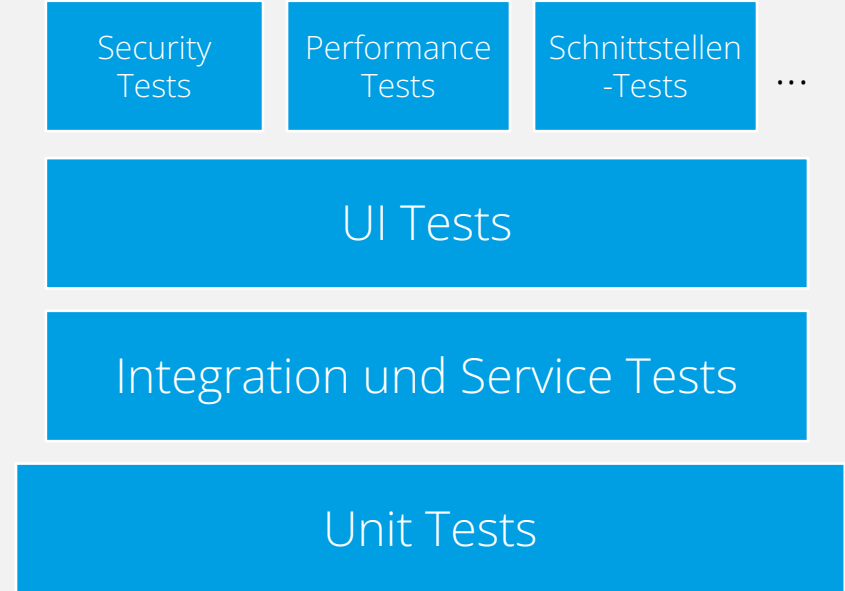 Security
Tests
Performance
Tests
Schnittstellen
-Tests
...
UI Tests
Integration und Service Tests
Unit Tests